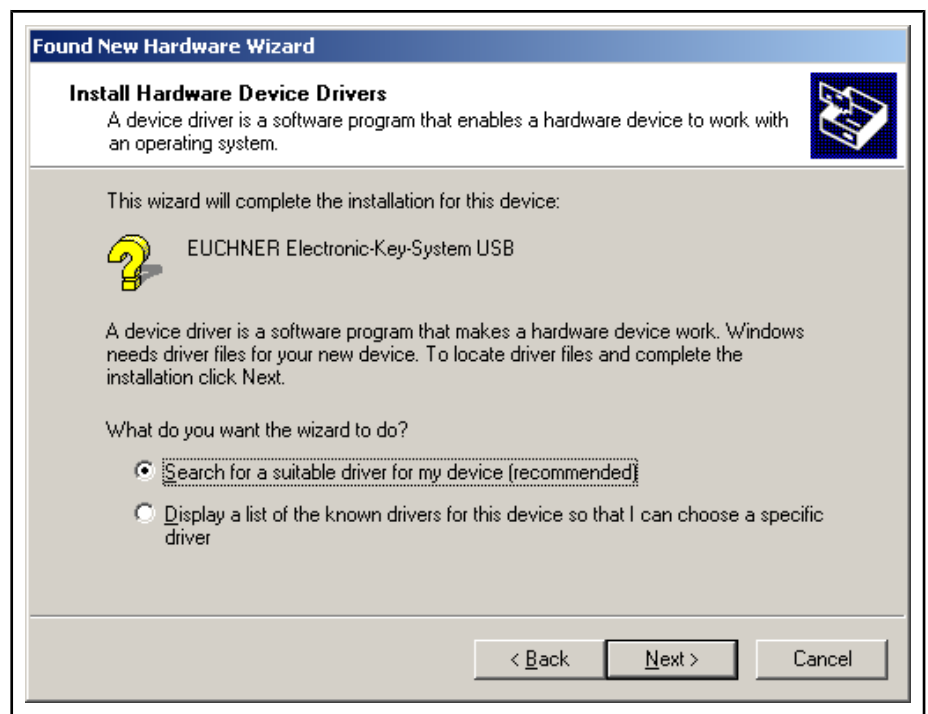 Found New Hardware Wizard
Install Hardware Device Drivers
A device driver is a software program that enables a hardware device to work with
an operating system.
This wizard will complete the installation for this device:
EUCHNER Electronic-Key-System USB
A device driver is a software program that makes a hardware device work. Windows
needs driver files for your new device. To locate driver files and complete the
installation click Next.
What do you want the wizard to do?
Search for a suitable driver for my device (recommended)
Display a list of the known drivers for this device so that I can choose a specific
driver
< Back Next > Cancel